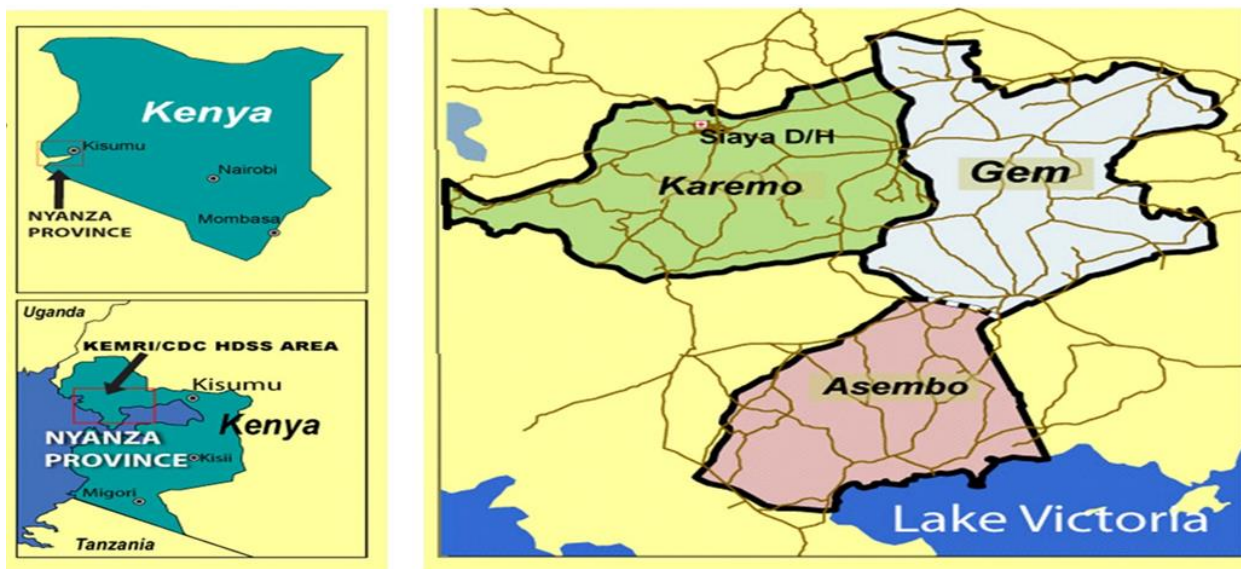 Kenya
Kisumu
Nairobi
NYANZA
PROVINCE
Mombasa
Uganda
KEMRI/CDC HDSS AREA
Kisumu
Kenya
NYANZA
PROVINCE
Kisii
Migori
Tanzania
Siaya D/H
Karemo
Gem
Asembo
Lake Victoria